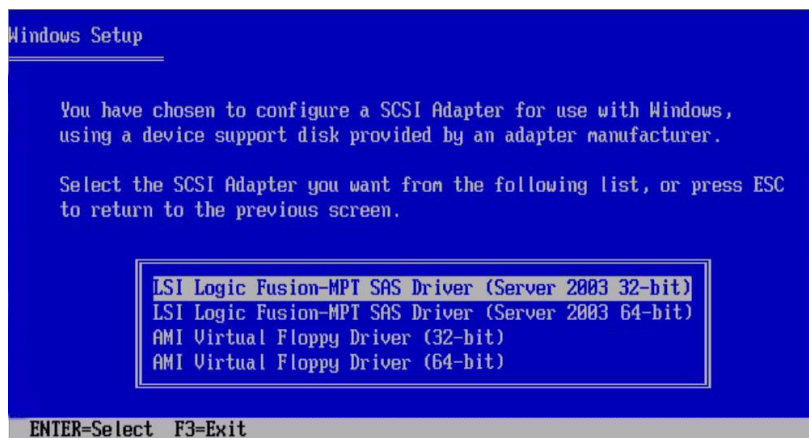 Windows Setup
You have chosen to configure a SCSI Adapter for use with Windows,
using a device support disk provided by an adapter manufacturer.
Select the SCSI Adapter you want from the following list, or press ESC
to return to the previous screen.
LSI Logic Fusion-MPT SAS Driver (Server 2003 32-bit)
LSI Logic Fusion-MPT SAS Driver (Server 2003 64-bit)
AMI Virtual Floppy Driver (32-bit)
AMI Virtual Floppy Driver (64-bit)
ENTER=Select F3=Exit